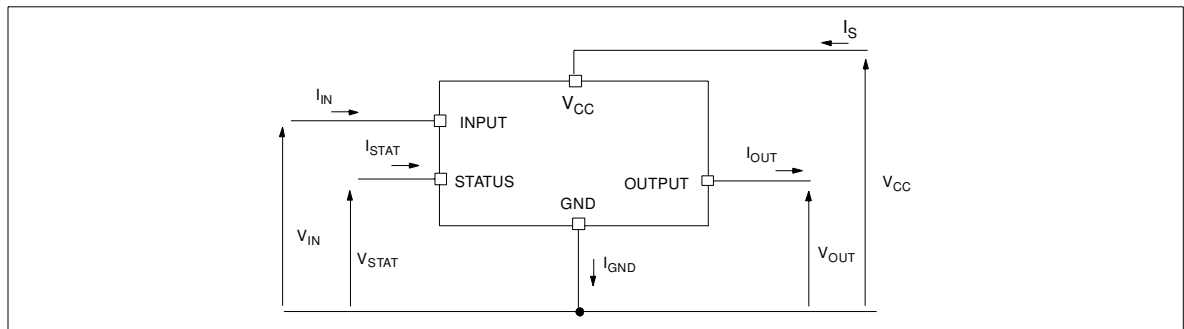 I_S
V_CC
I_IN
INPUT
I_STAT
STATUS
I_OUT
OUTPUT
V_CC
GND
V_IN
V_STAT
I_GND
V_OUT